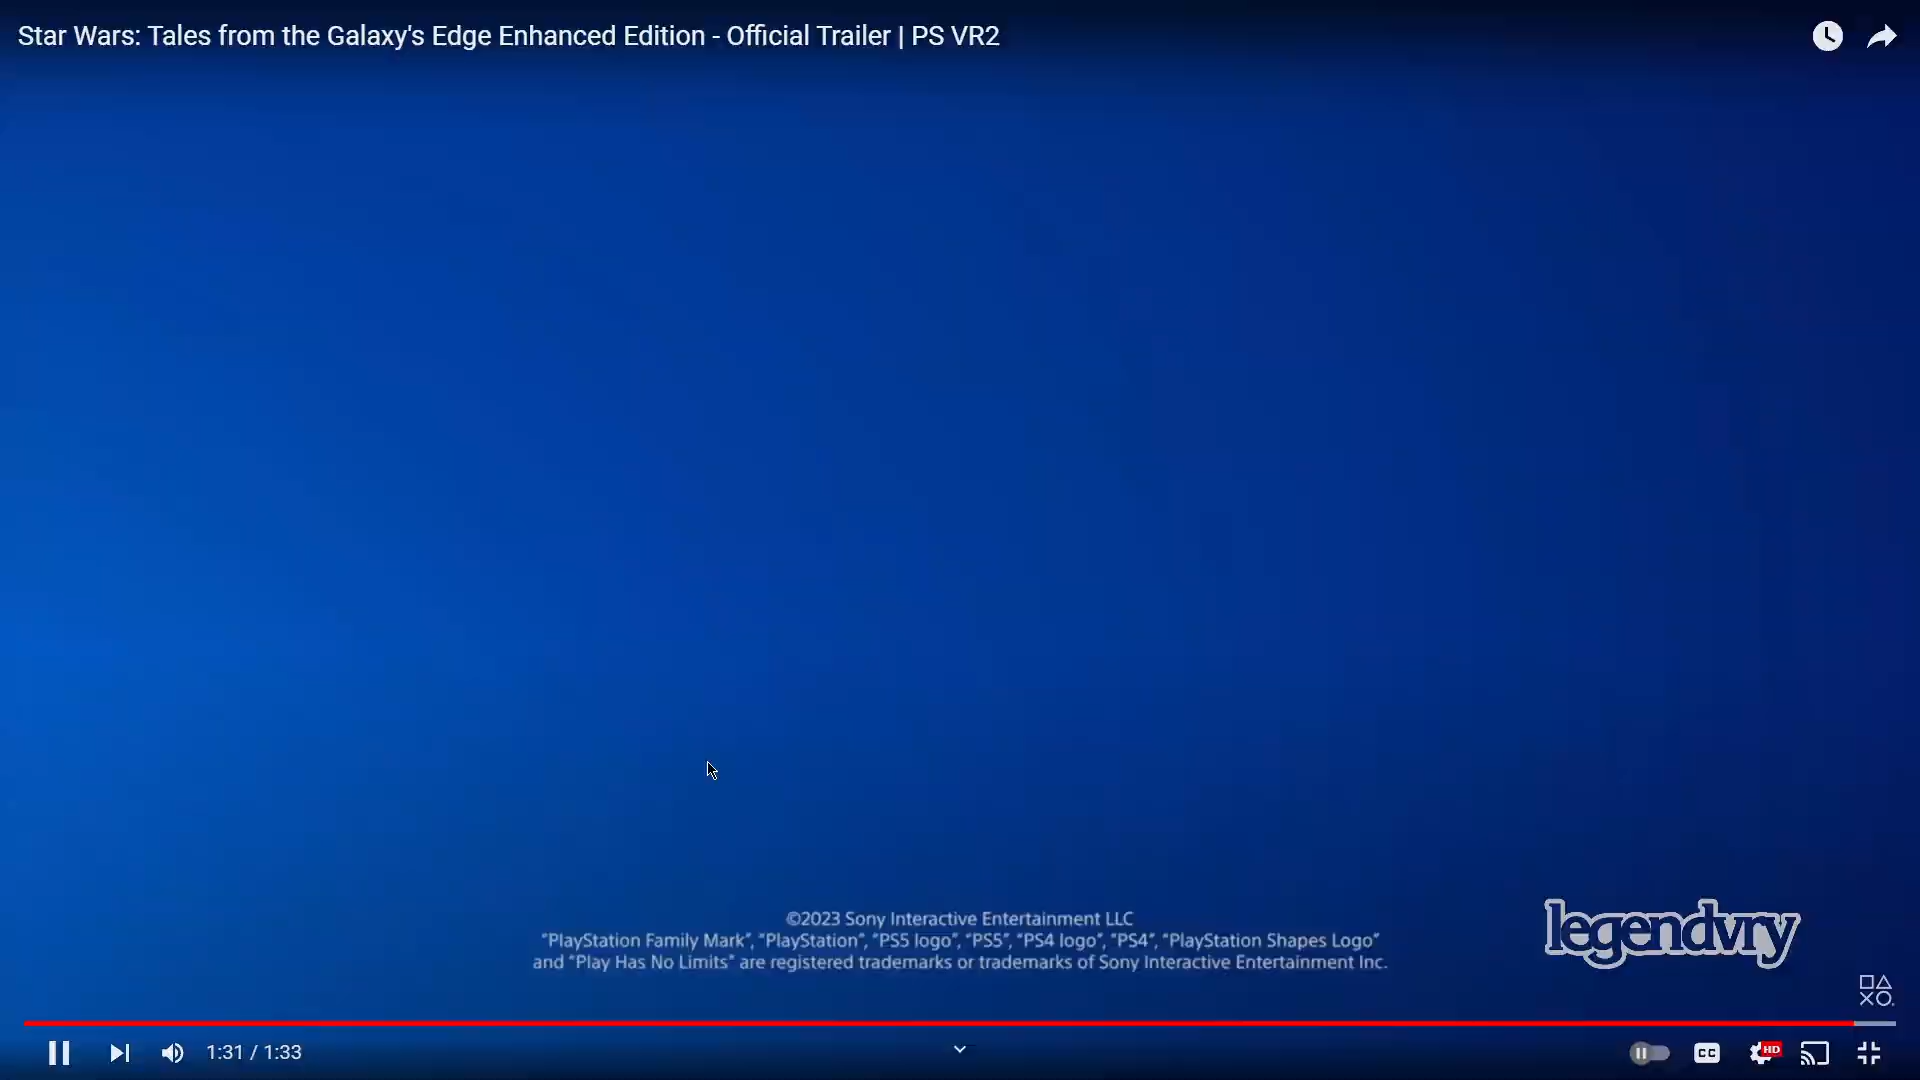 Star Wars: Tales from the Galaxy's Edge Enhanced Edition - Official Trailer | PS VR2
©2023 Sony Interactive Entertainment LLC
"PlayStation Family Mark", "PlayStation", "PS5 logo", "PS5", "PS4 logo", "PS4", "PlayStation Shapes Logo"
and "Play Has No Limits" are registered trademarks or trademarks of Sony Interactive Entertainment Inc.
legendvry
1:31 / 1:33
CC
HD